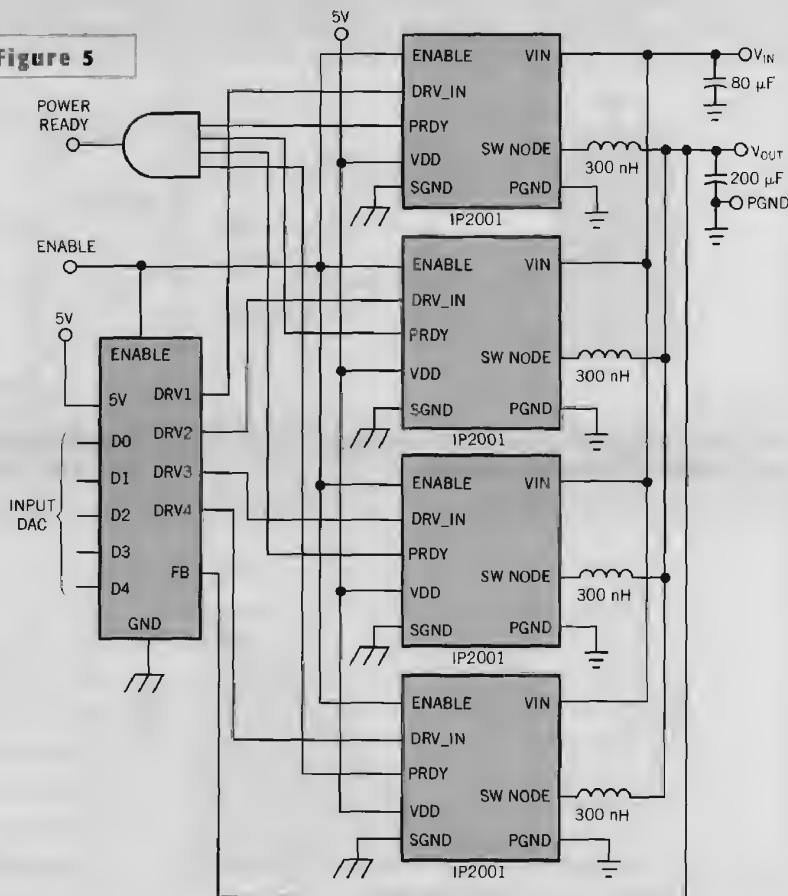 Figure 5
5V
POWER
READY
ENABLE
DRV_IN
PRDY
VDD
SGND
VIN
SW NODE
PGND
IP2001
300 nH
VIN
80 µF
VOUT
200 µF
PGND
ENABLE
DRV_IN
PRDY
VDD
SGND
VIN
SW NODE
PGND
IP2001
300 nH
ENABLE
5V
ENABLE
5V
D0
D1
D2
D3
D4
INPUT
DAC
DRV1
DRV2
DRV3
DRV4
FB
GND
ENABLE
DRV_IN
PRDY
VDD
SGND
VIN
SW NODE
PGND
IP2001
300 nH
ENABLE
DRV_IN
PRDY
VDD
SGND
VIN
SW NODE
PGND
IP2001
300 nH